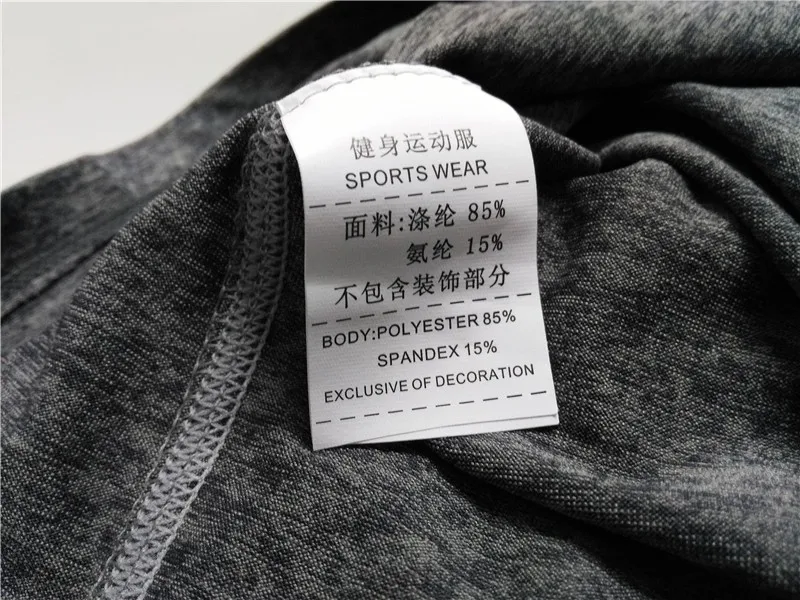 健身运动服
SPORTS WEAR
面料:涤纶 85%
氨纶 15%
不包含装饰部分
BODY:POLYESTER 85%
SPANDEX 15%
EXCLUSIVE OF DECORATION